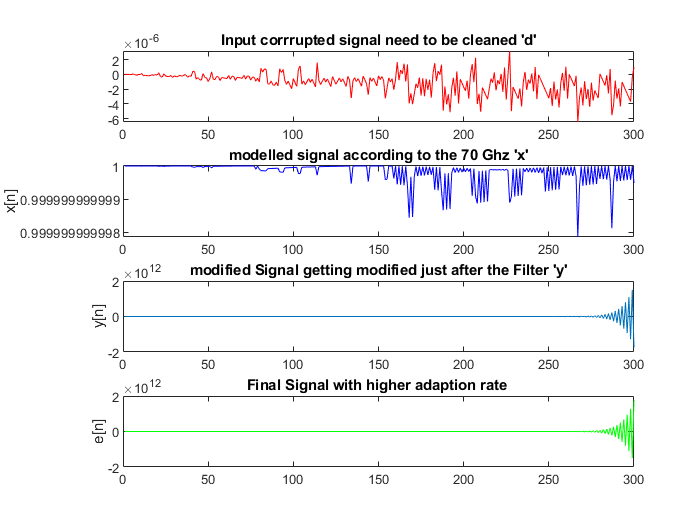 Input corrrupted signal need to be cleaned 'd'
×10-6
2
0
-2
-4
-6
0 50 100 150 200 250 300
modelled signal according to the 70 Ghz 'x'
x[n]
1
0.999999999999
0.999999999998
0 50 100 150 200 250 300
modified Signal getting modified just after the Filter 'y'
×1012
y[n]
2
0
-2
0 50 100 150 200 250 300
Final Signal with higher adaption rate
×1012
e[n]
2
0
-2
0 50 100 150 200 250 300